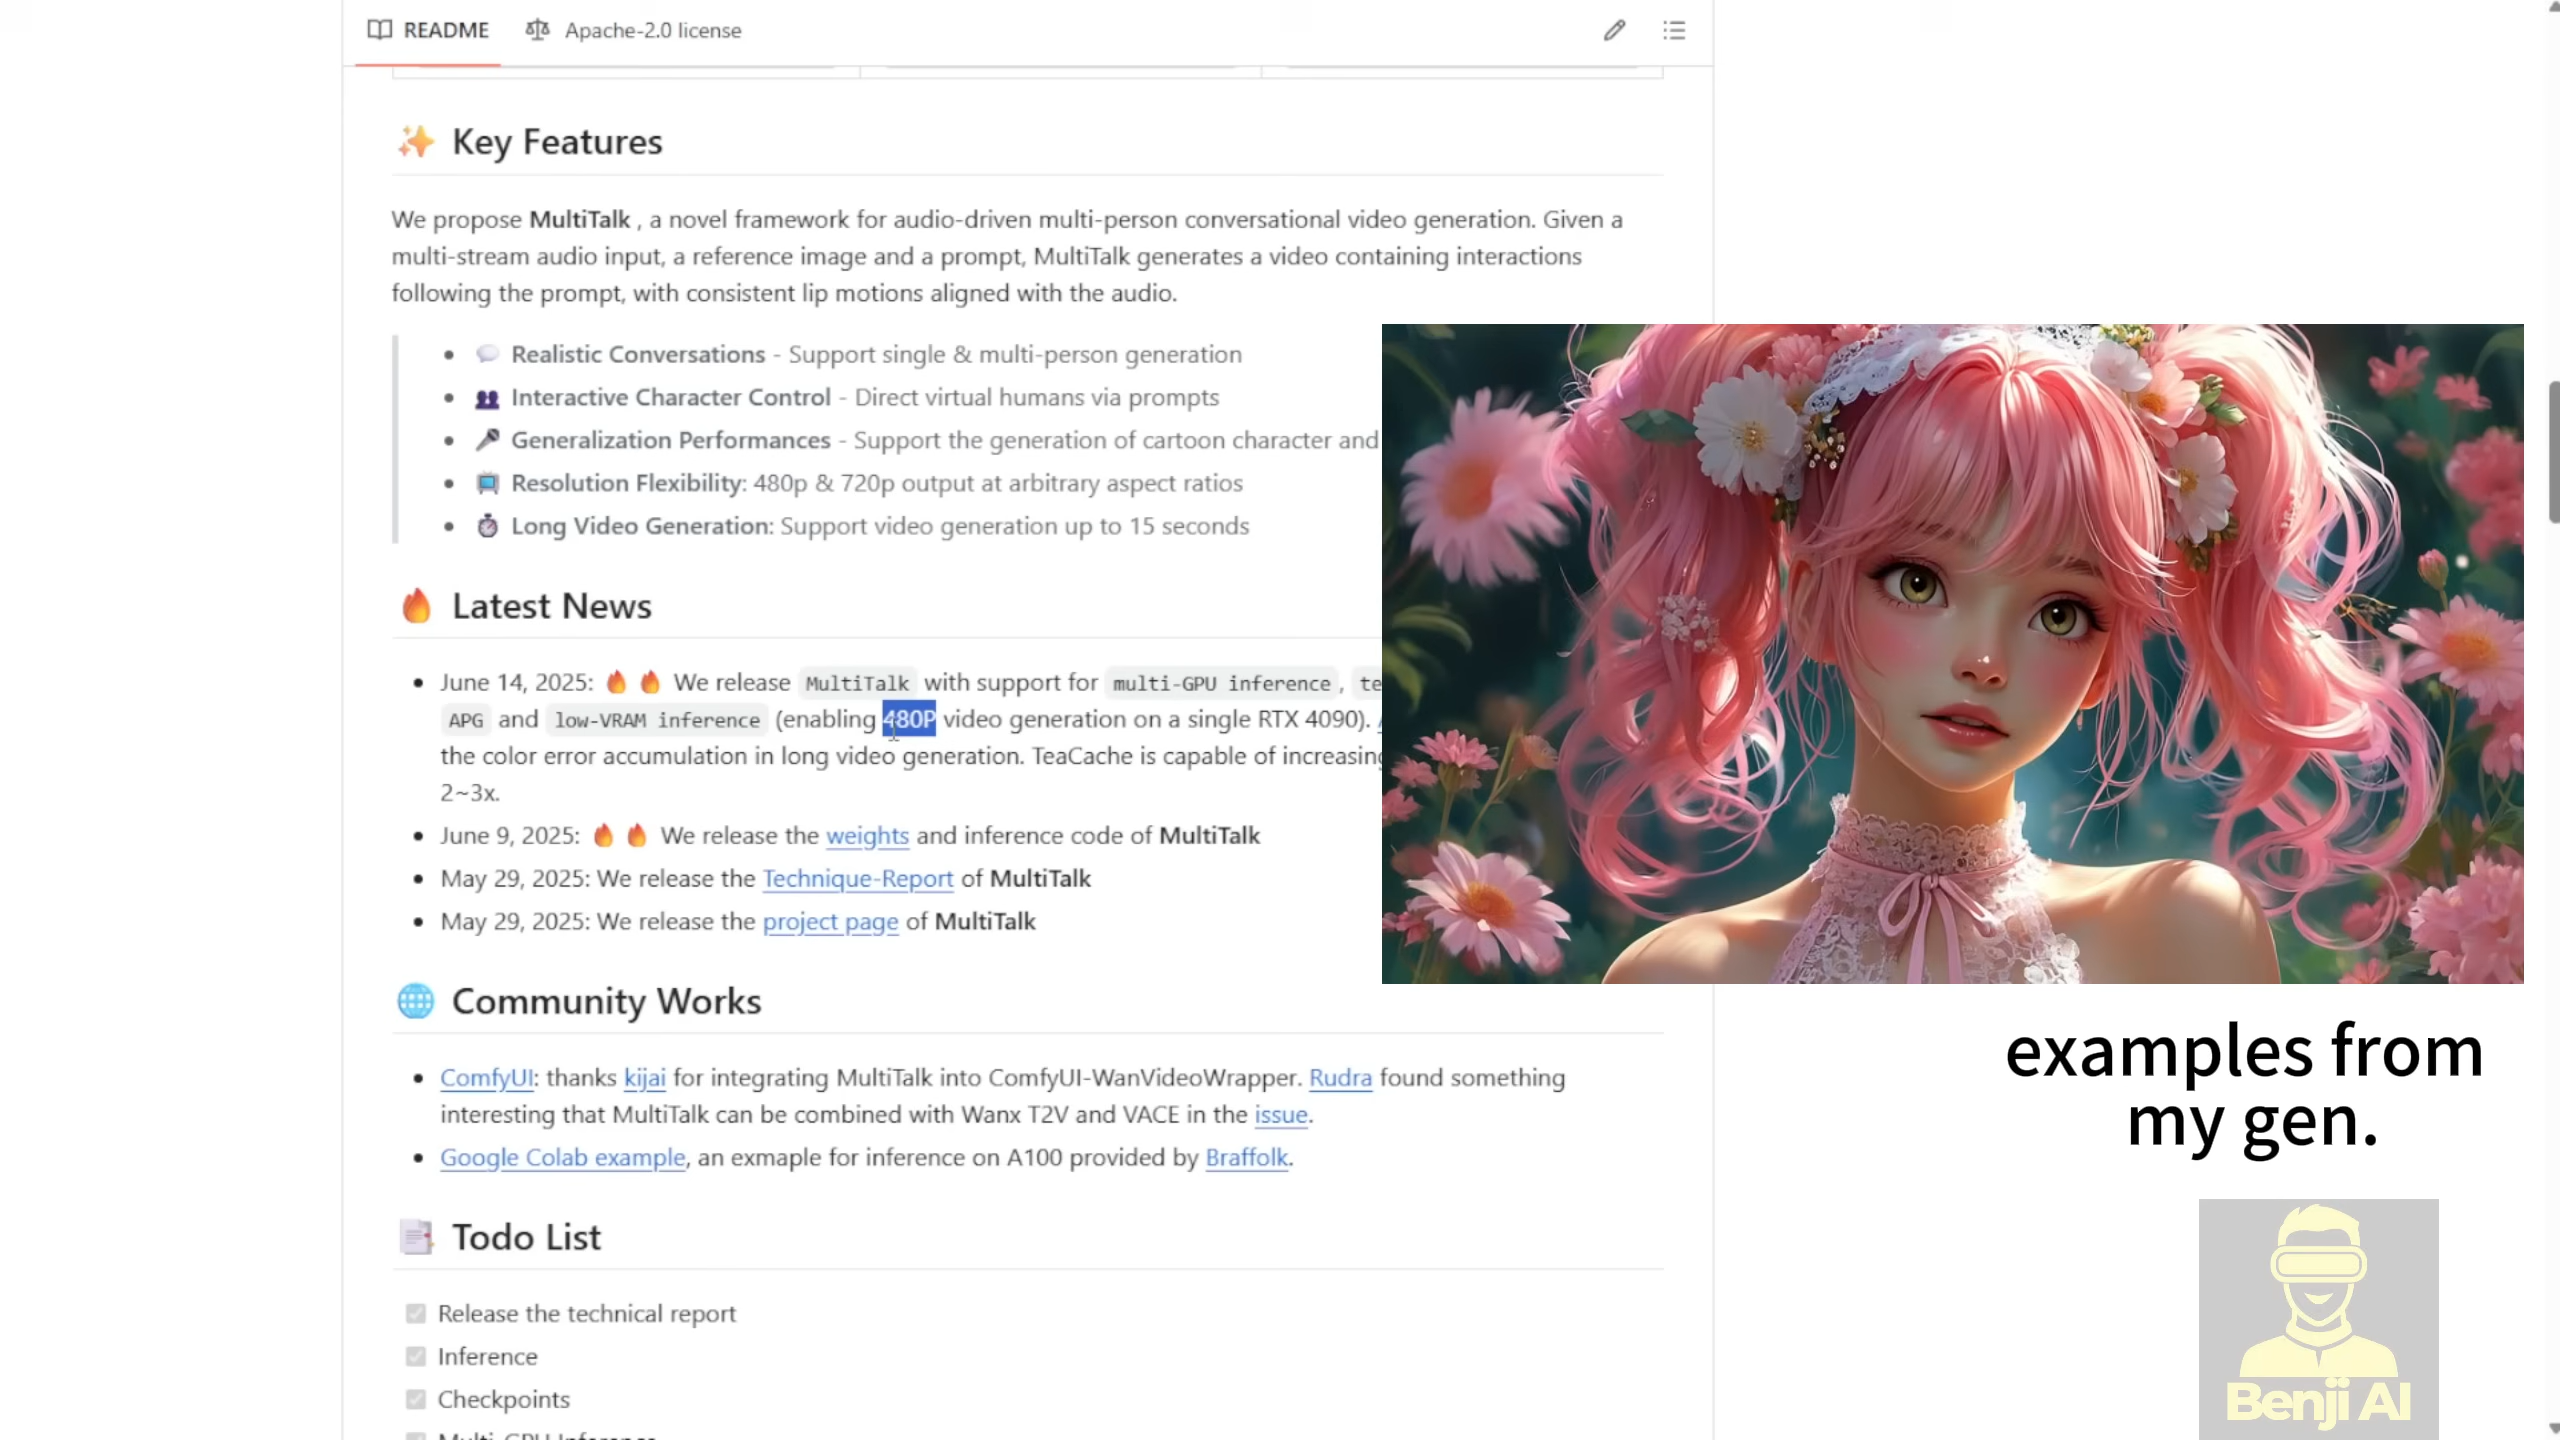 README
Apache-2.0 license
Key Features
We propose MultiTalk , a novel framework for audio-driven multi-person conversational video generation. Given a
multi-stream audio input, a reference image and a prompt, MultiTalk generates a video containing interactions
following the prompt, with consistent lip motions aligned with the audio.
Realistic Conversations - Support single & multi-person generation
Interactive Character Control - Direct virtual humans via prompts
Generalization Performances - Support the generation of cartoon character and
Resolution Flexibility: 480p & 720p output at arbitrary aspect ratios
Long Video Generation: Support video generation up to 15 seconds
Latest News
June 14, 2025: 🔥 🔥 We release MultiTalk with support for multi-GPU inference , te
APG and low-VRAM inference (enabling 480P video generation on a single RTX 4090).
the color error accumulation in long video generation. TeaCache is capable of increasing
2~3x.
June 9, 2025: 🔥 🔥 We release the weights and inference code of MultiTalk
May 29, 2025: We release the Technique-Report of MultiTalk
May 29, 2025: We release the project page of MultiTalk
Community Works
ComfyUI: thanks kijai for integrating MultiTalk into ComfyUI-WanVideoWrapper. Rudra found something
interesting that MultiTalk can be combined with Wanx T2V and VACE in the issue.
Google Colab example, an exmaple for inference on A100 provided by Braffolk.
Todo List
Release the technical report
Inference
Checkpoints
Multi-GPU Inference
examples from
my gen.
Benji AI